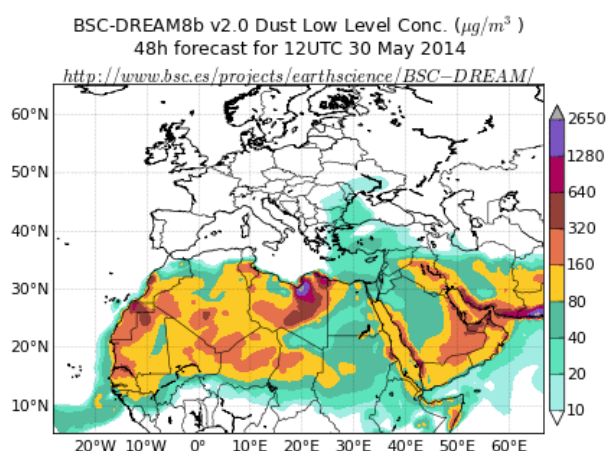 BSC-DREAM8b v2.0 Dust Low Level Conc. (μg/m³ )
48h forecast for 12UTC 30 May 2014
http://www.bsc.es/projects/earthscience/BSC−DREAM/
60°N
50°N
40°N
30°N
20°N
10°N
20°W 10°W 0° 10°E 20°E 30°E 40°E 50°E 60°E
2650
1280
640
320
160
80
40
20
10